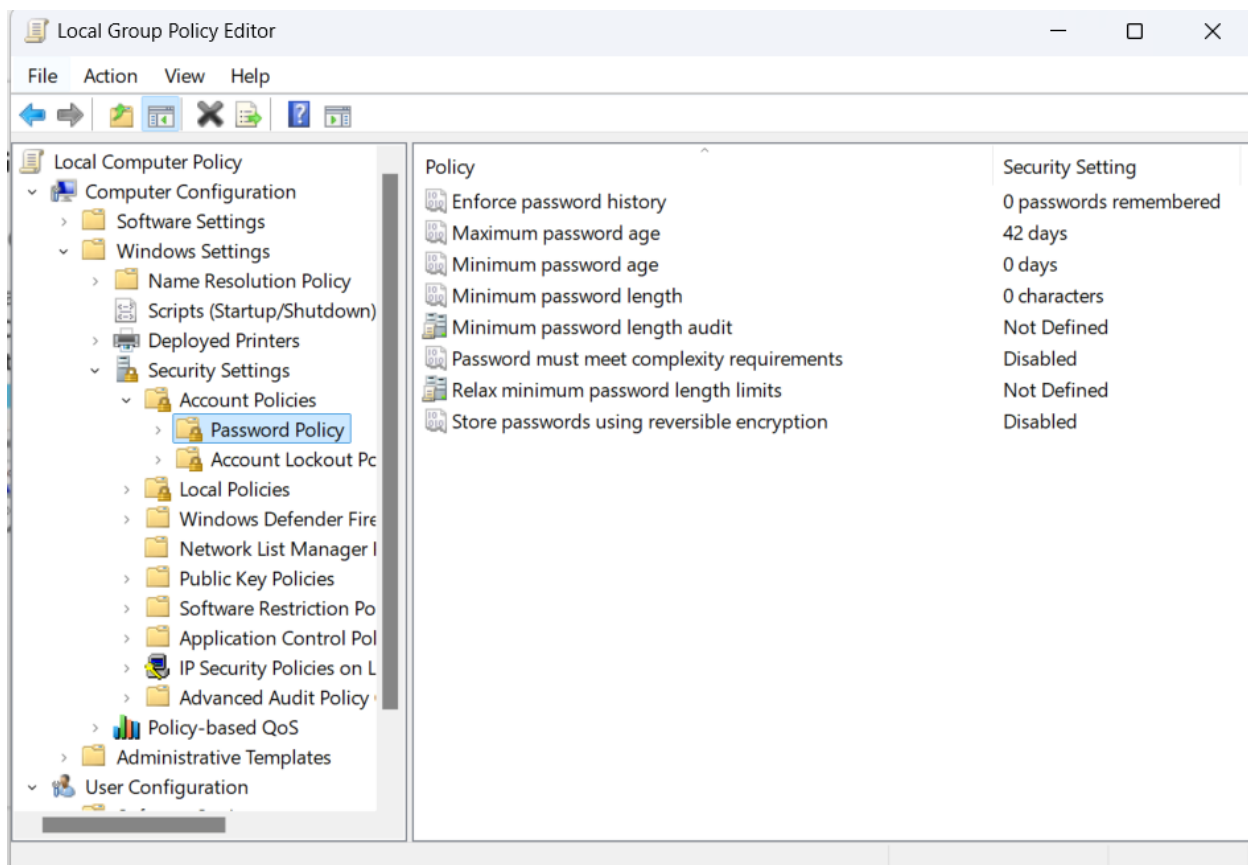 Local Group Policy Editor
File Action View Help
Local Computer Policy
Computer Configuration
Software Settings
Windows Settings
Name Resolution Policy
Scripts (Startup/Shutdown)
Deployed Printers
Security Settings
Account Policies
Password Policy
Account Lockout Pc
Local Policies
Windows Defender Fire
Network List Manager
Public Key Policies
Software Restriction Po
Application Control Pol
IP Security Policies on L
Advanced Audit Policy
Policy-based QoS
Administrative Templates
User Configuration
Policy Security Setting
Enforce password history 0 passwords remembered
Maximum password age 42 days
Minimum password age 0 days
Minimum password length 0 characters
Minimum password length audit Not Defined
Password must meet complexity requirements Disabled
Relax minimum password length limits Not Defined
Store passwords using reversible encryption Disabled